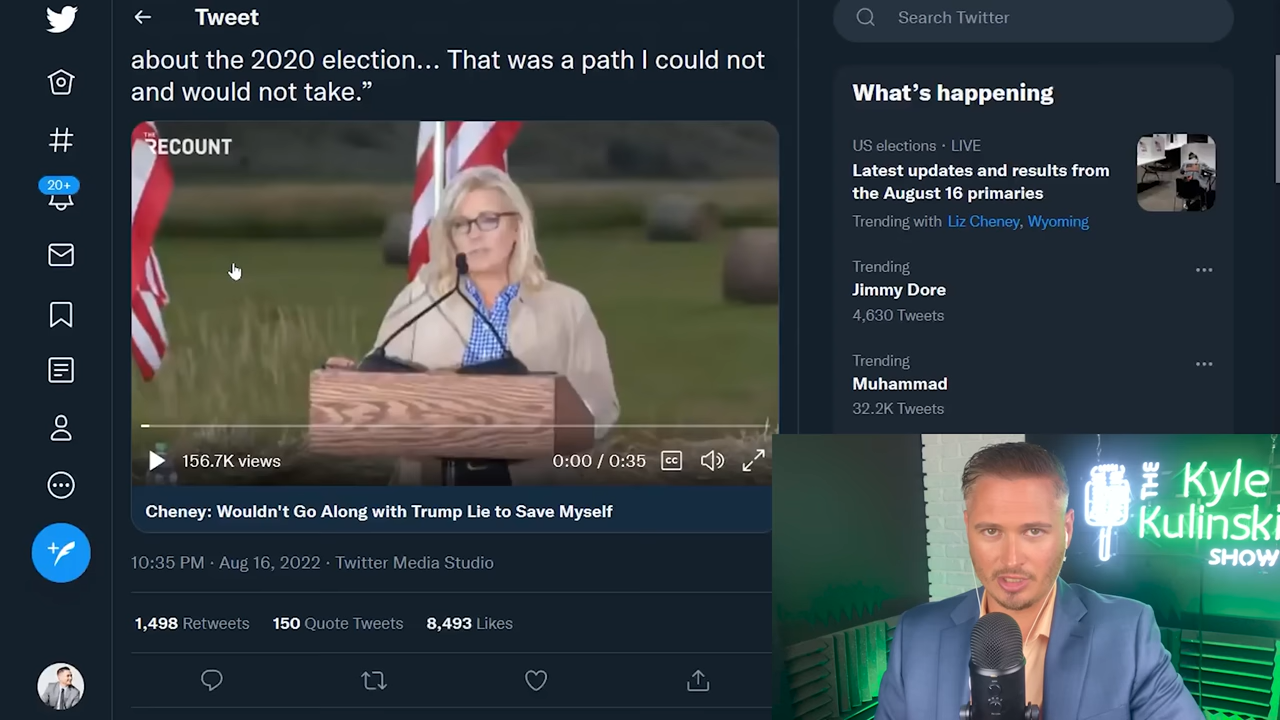 Tweet
about the 2020 election... That was a path I could not
and would not take.”
THE
RECOUNT
20+
156.7K views
0:00 / 0:35
CC
Cheney: Wouldn't Go Along with Trump Lie to Save Myself
10:35 PM · Aug 16, 2022 · Twitter Media Studio
1,498 Retweets 150 Quote Tweets 8,493 Likes
Search Twitter
What's happening
US elections · LIVE
Latest updates and results from
the August 16 primaries
Trending with Liz Cheney, Wyoming
Trending
Jimmy Dore
4,630 Tweets
Trending
Muhammad
32.2K Tweets
THE
Kyle
Kulinski
SHOW